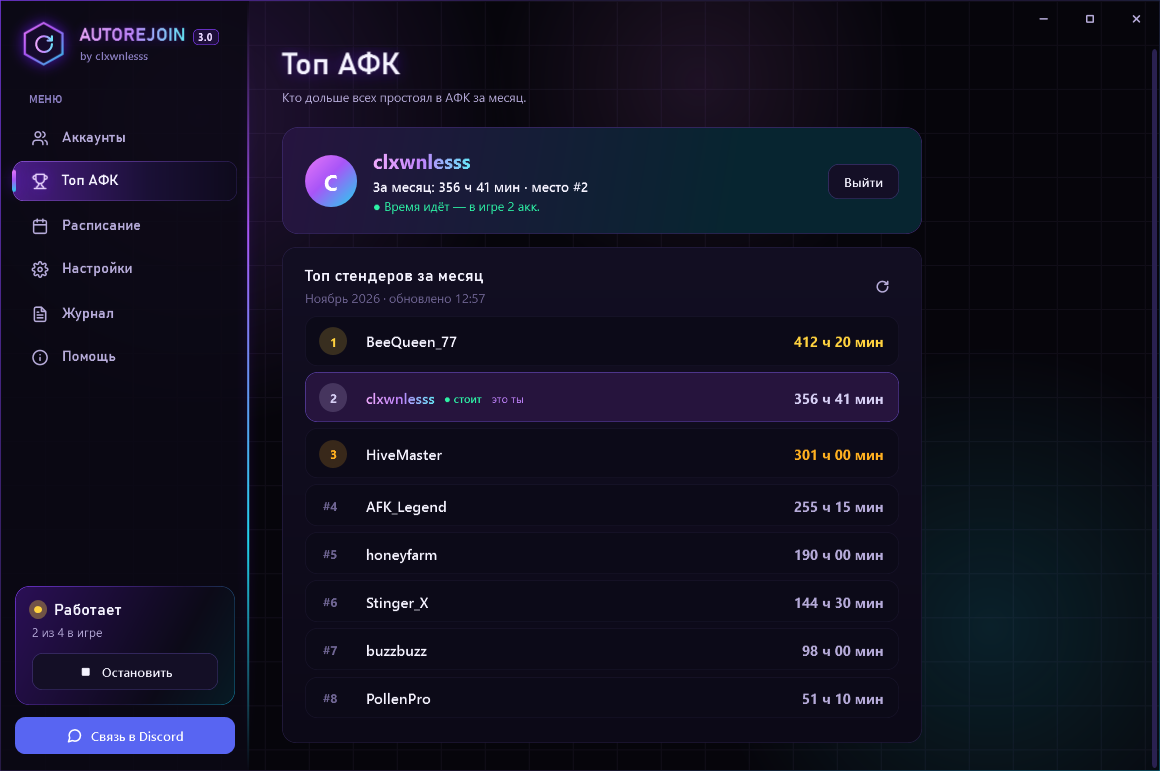 AUTOREJOIN 3.0
by clxwnlesss
МЕНЮ
Аккаунты
Топ АФК
Расписание
Настройки
Журнал
Помощь
Работает
2 из 4 в игре
Остановить
Связь в Discord
Топ АФК
Кто дольше всех простоял в АФК за месяц.
C
clxwnlesss
За месяц: 356 ч 41 мин · место #2
● Время идёт — в игре 2 акк.
Выйти
Топ стендеров за месяц
Ноябрь 2026 · обновлено 12:57
1 BeeQueen_77 412 ч 20 мин
2 clxwnlesss ● стоит это ты 356 ч 41 мин
3 HiveMaster 301 ч 00 мин
#4 AFK_Legend 255 ч 15 мин
#5 honeyfarm 190 ч 00 мин
#6 Stinger_X 144 ч 30 мин
#7 buzzbuzz 98 ч 00 мин
#8 PollenPro 51 ч 10 мин